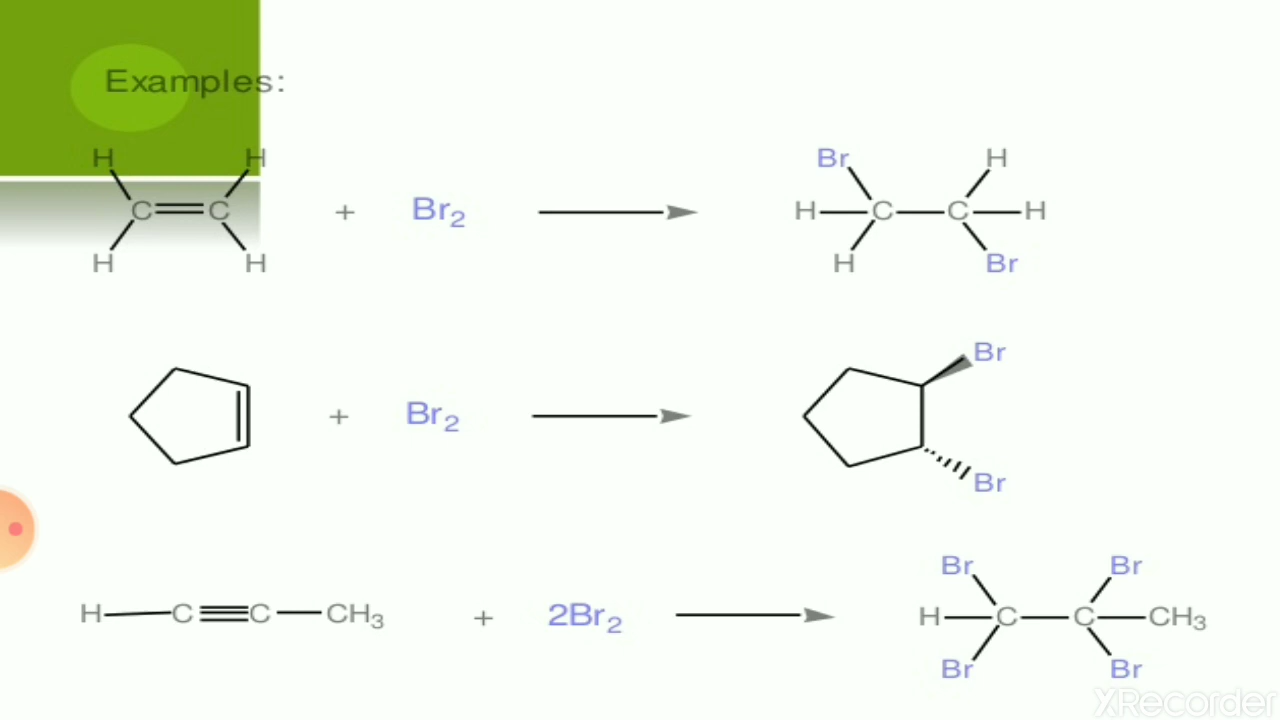 Examples:
H H Br H
C=C + Br₂ → H—C—C—H
H H H Br
Br
+ Br₂ →
Br
Br Br
H—C≡C—CH₃ + 2Br₂ → H—C—C—CH₃
Br Br
XRecorder